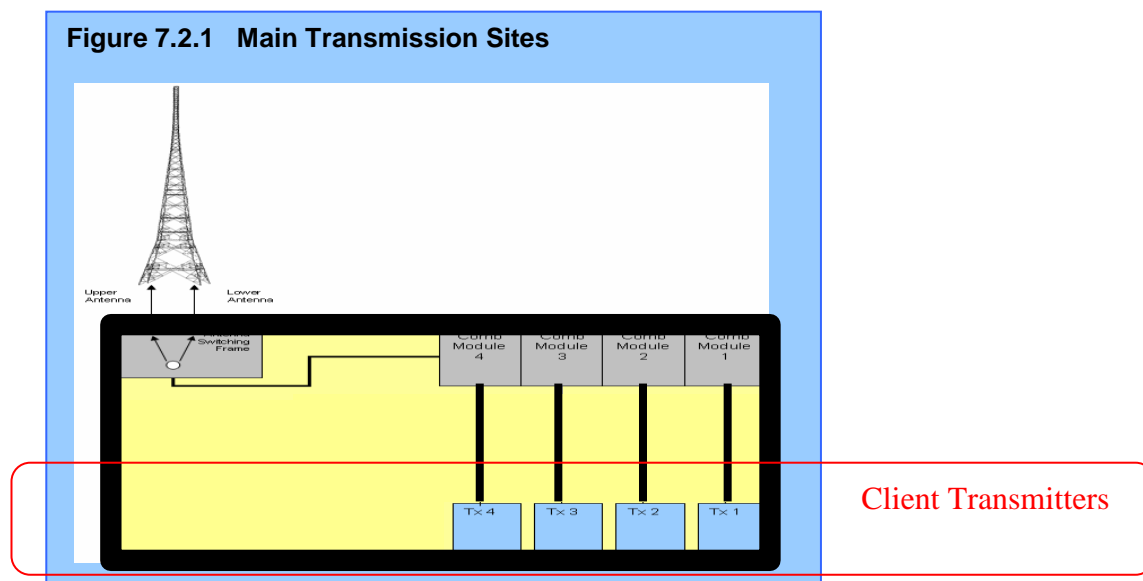 Figure 7.2.1 Main Transmission Sites
Upper
Antenna
Lower
Antenna
Antenna
Switching
Frame
Comb
Module
4
Comb
Module
3
Comb
Module
2
Comb
Module
1
Tx 4
Tx 3
Tx 2
Tx 1
Client Transmitters